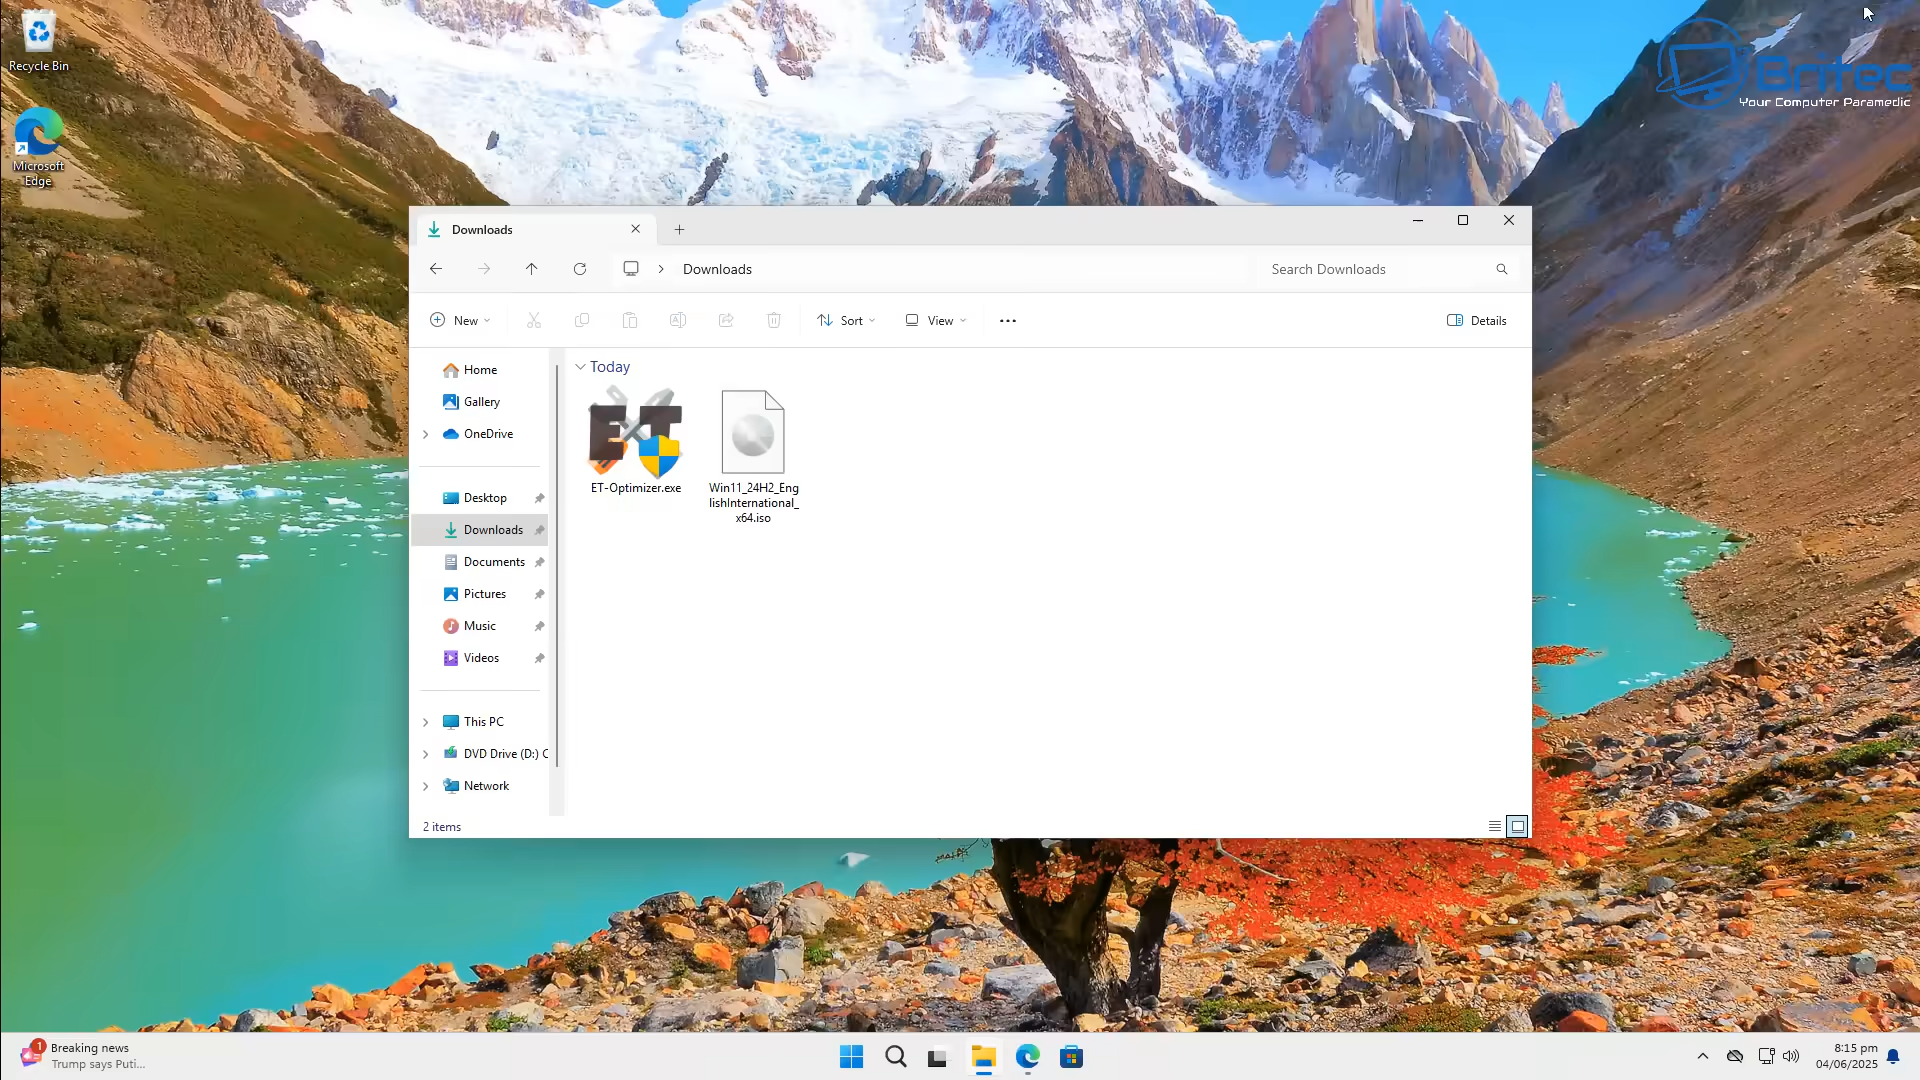 Recycle Bin
Microsoft
Edge
Britec
Your Computer Paramedic
Downloads
Downloads
Search Downloads
New
Sort
View
Details
Home
Gallery
OneDrive
Desktop
Downloads
Documents
Pictures
Music
Videos
This PC
DVD Drive (D:) C
Network
Today
ET
ET-Optimizer.exe
Win11_24H2_Eng
lishInternational_
x64.iso
2 items
1
Breaking news
Trump says Puti...
8:15 pm
04/06/2025